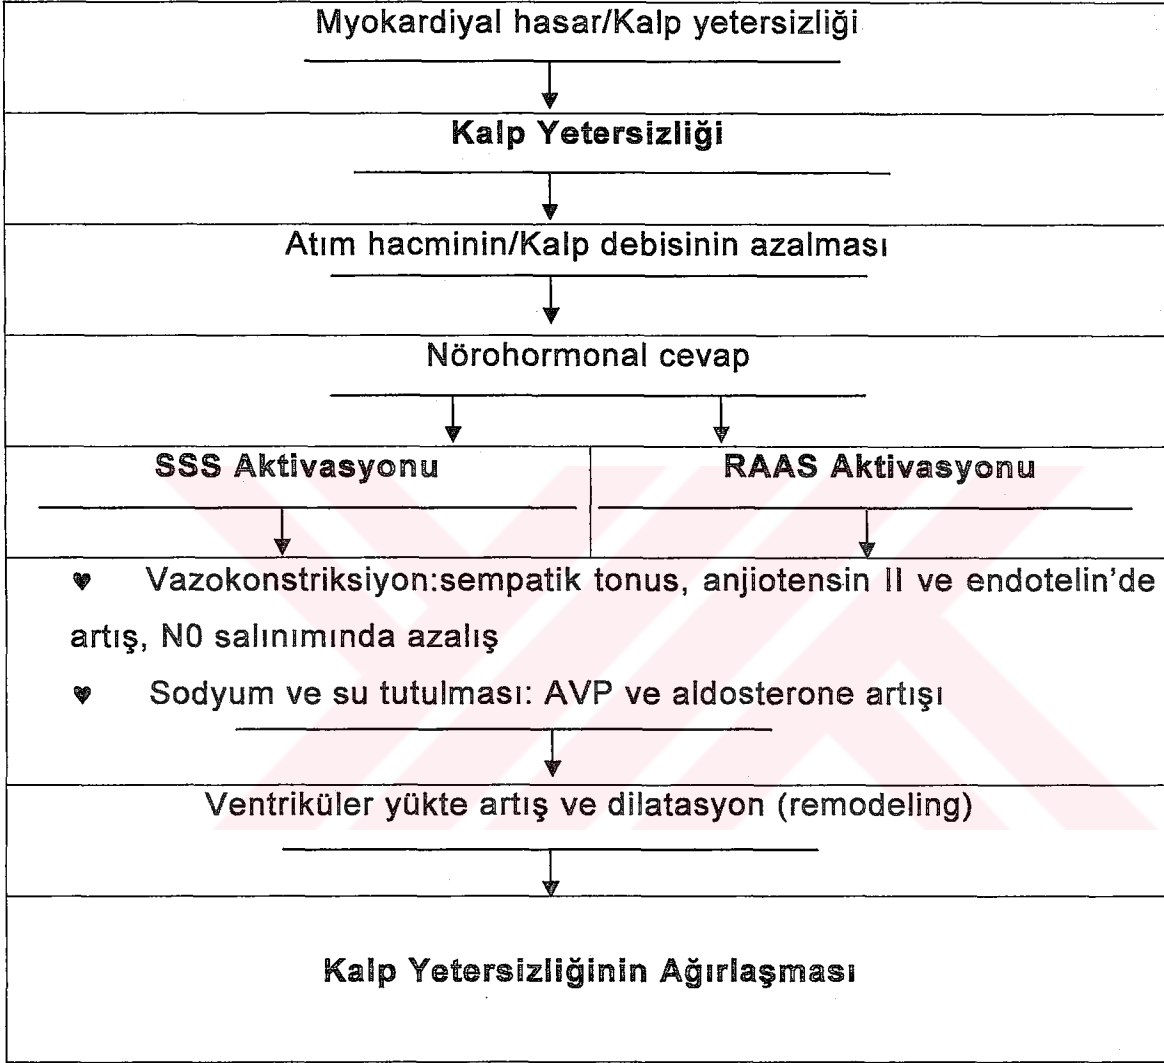 Myokardiyal hasar/Kalp yetersizliği
Kalp Yetersizliği
Atım hacminin/Kalp debisinin azalması
Nörohormonal cevap
SSS Aktivasyonu
RAAS Aktivasyonu
♥ Vazokonstriksiyon:sempatik tonus, anjiotensin II ve endotelin’de
artış, N0 salınımında azalış
♥ Sodyum ve su tutulması: AVP ve aldosterone artışı
Ventriküler yükte artış ve dilatasyon (remodeling)
Kalp Yetersizliğinin Ağırlaşması